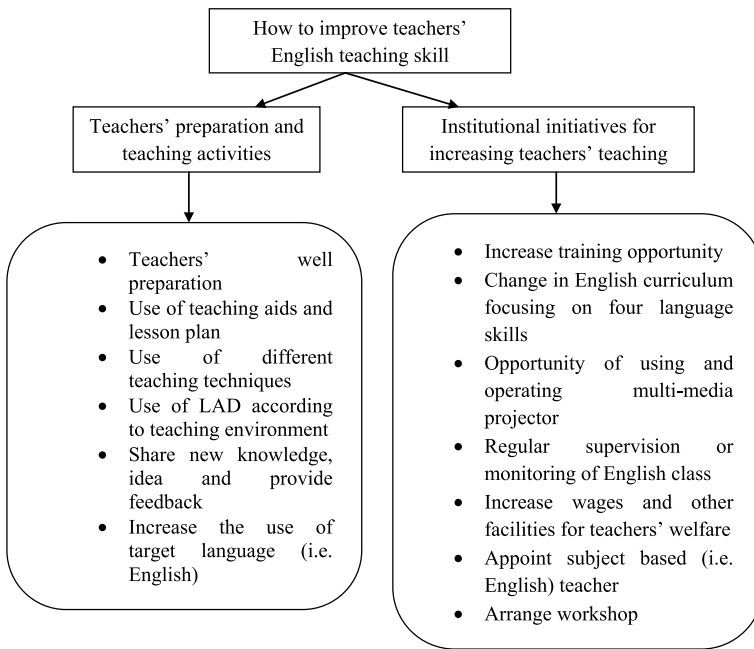 How to improve teachers’
English teaching skill
Teachers’ preparation and
teaching activities
Institutional initiatives for
increasing teachers’ teaching
• Teachers’ well
preparation
• Use of teaching aids and
lesson plan
• Use of different
teaching techniques
• Use of LAD according
to teaching environment
• Share new knowledge,
idea and provide
feedback
• Increase the use of
target language (i.e.
English)
• Increase training opportunity
• Change in English curriculum
focusing on four language
skills
• Opportunity of using and
operating multi-media
projector
• Regular supervision or
monitoring of English class
• Increase wages and other
facilities for teachers’ welfare
• Appoint subject based (i.e.
English) teacher
• Arrange workshop